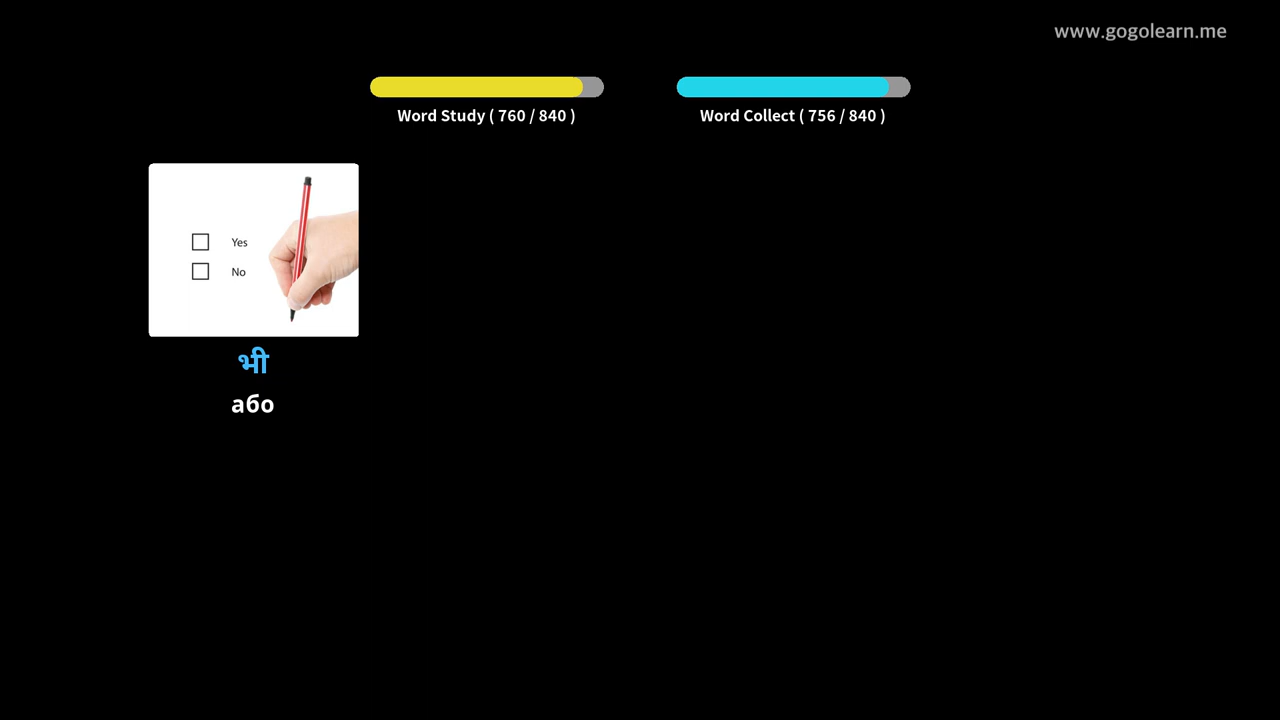 www.gogolearn.me
Word Study ( 760 / 840 )
Word Collect ( 756 / 840 )
Yes
No
भी
або